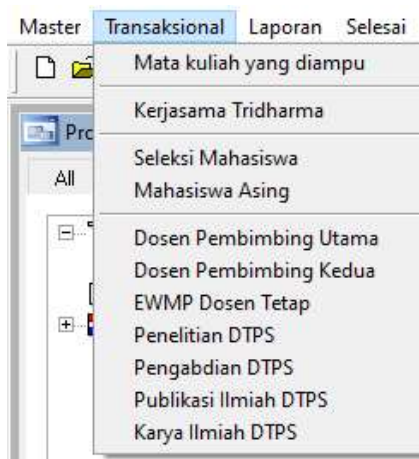 Master Transaksional Laporan Selesai
Mata kuliah yang diampu
Kerjasama Tridharma
Seleksi Mahasiswa
Mahasiswa Asing
All
Dosen Pembimbing Utama
Dosen Pembimbing Kedua
EWMP Dosen Tetap
Penelitian DTPS
Pengabdian DTPS
Publikasi Ilmiah DTPS
Karya Ilmiah DTPS